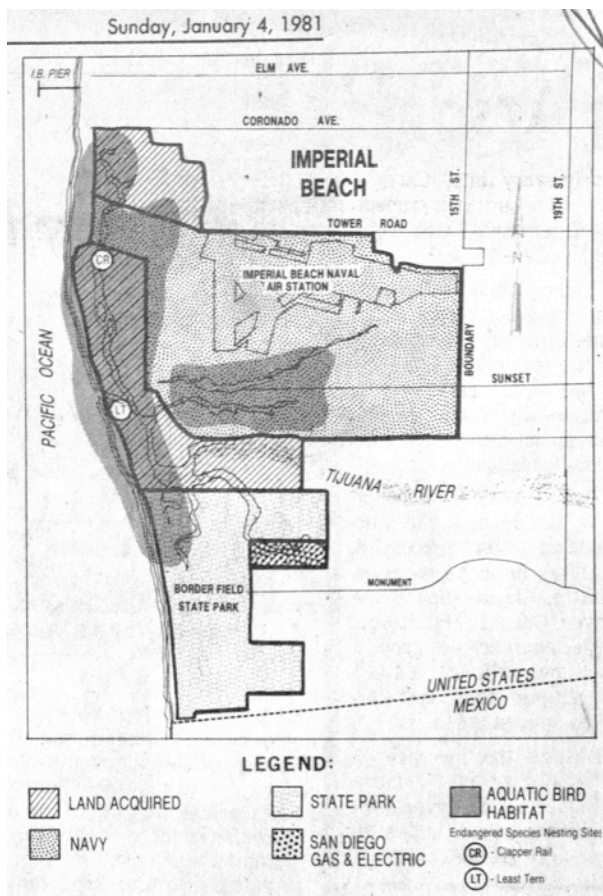 Sunday, January 4, 1981
I.B. PIER
ELM AVE.
CORONADO AVE.
IMPERIAL
BEACH
15TH ST.
19TH ST.
TOWER ROAD
N
CR
IMPERIAL BEACH NAVAL
AIR STATION
PACIFIC OCEAN
BOUNDARY
SUNSET
LT
TIJUANA RIVER
MONUMENT
BORDER FIELD
STATE PARK
UNITED STATES
MEXICO
LEGEND:
LAND ACQUIRED
STATE PARK
AQUATIC BIRD
HABITAT
NAVY
SAN DIEGO
GAS & ELECTRIC
Endangered Species Nesting Sites
CR - Clapper Rail
LT - Least Tern